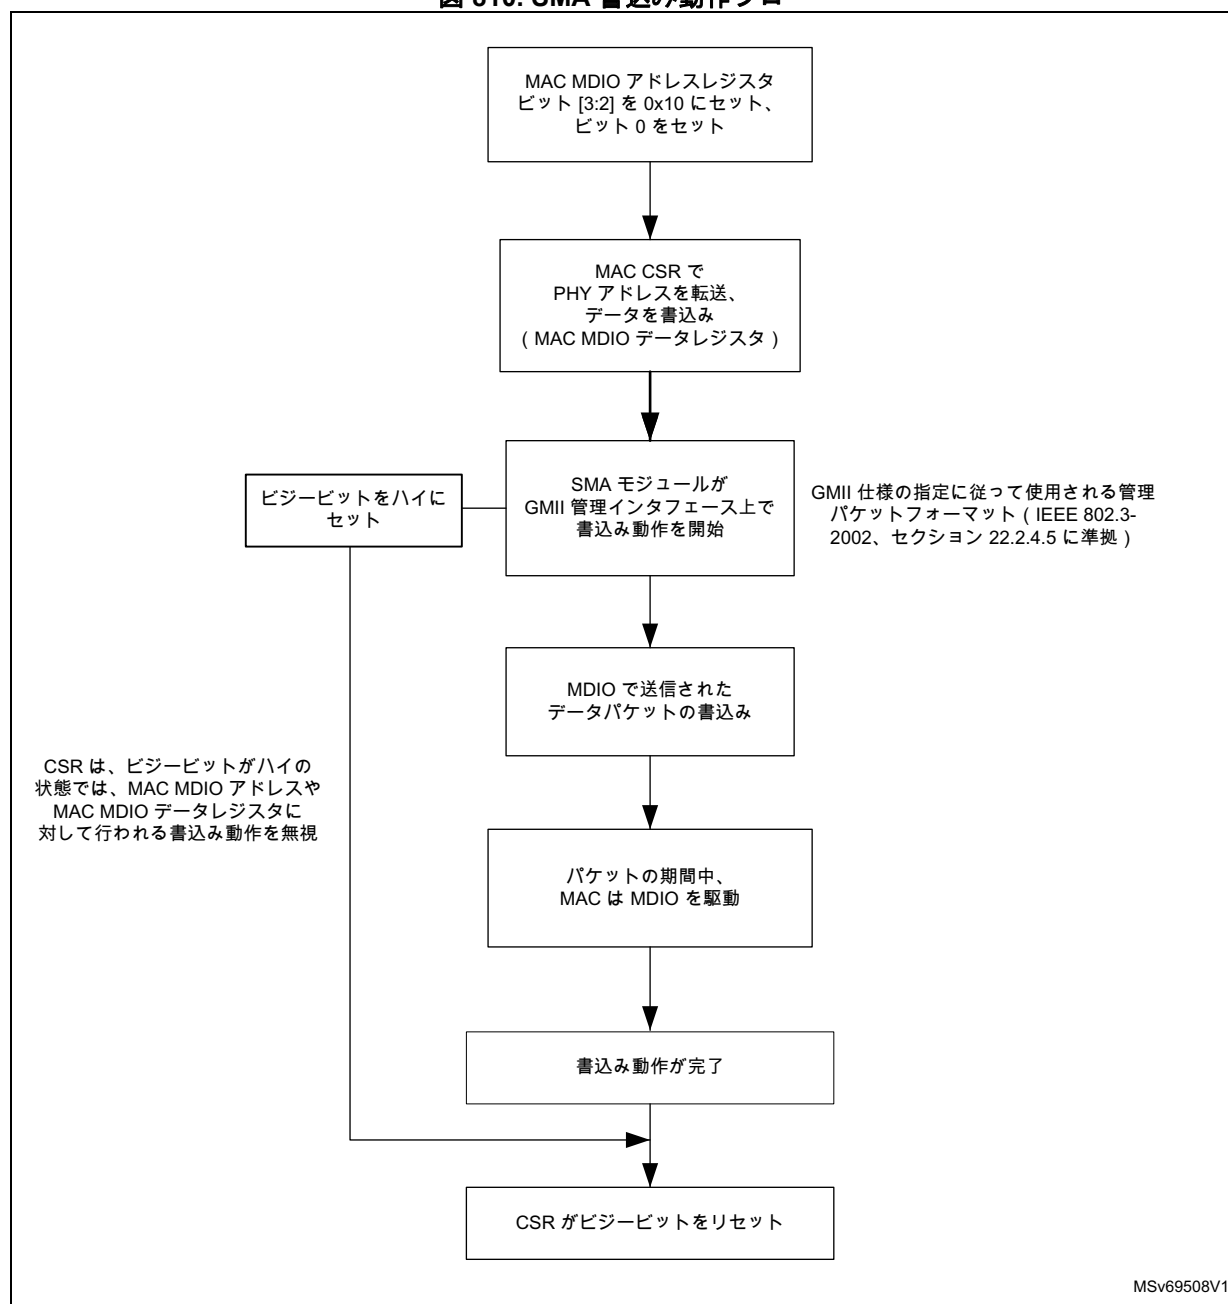 図 810. SMA 書込み動作フロー
MAC MDIO アドレスレジスタ
ビット [3:2] を 0x10 にセット、
ビット 0 をセット
MAC CSR で
PHY アドレスを転送、
データを書込み
( MAC MDIO データレジスタ )
SMA モジュールが
GMII 管理インタフェース上で
書込み動作を開始
ビジービットをハイに
セット
GMII 仕様の指定に従って使用される管理
パケットフォーマット ( IEEE 802.3-
2002、セクション 22.2.4.5 に準拠 )
MDIO で送信された
データパケットの書込み
CSR は、ビジービットがハイの
状態では、MAC MDIO アドレスや
MAC MDIO データレジスタに
対して行われる書込み動作を無視
パケットの期間中、
MAC は MDIO を駆動
書込み動作が完了
CSR がビジービットをリセット
MSv69508V1